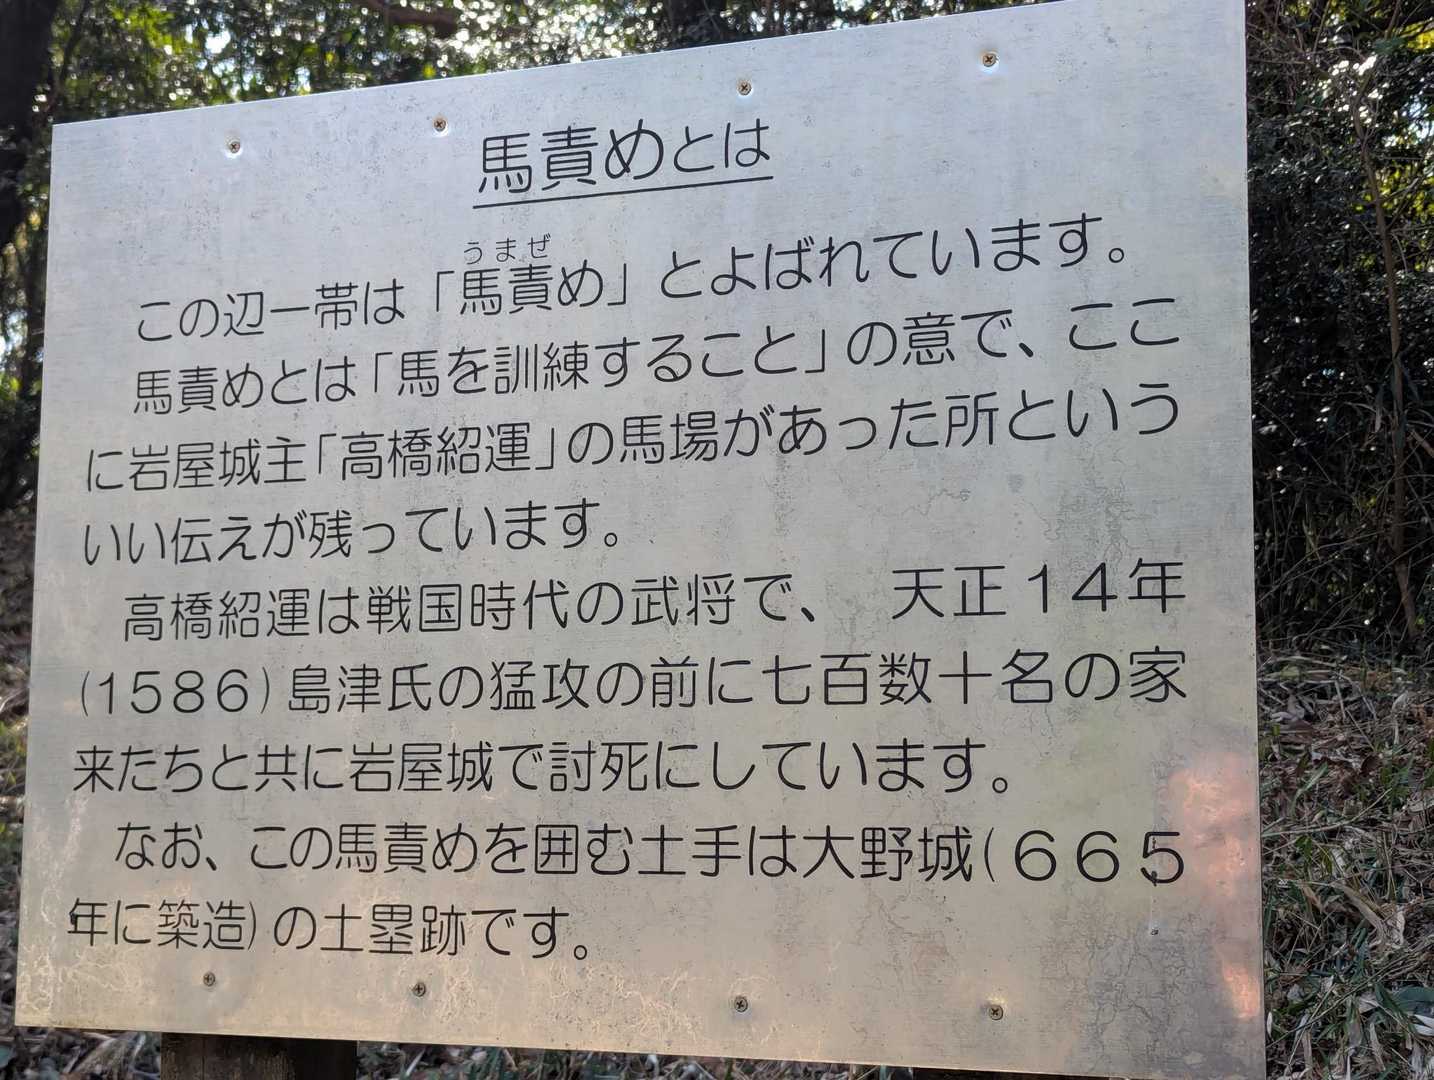 馬責めとは
うまぜ
この辺一帯は「馬責め」とよばれています。
馬責めとは「馬を訓練すること」の意で、ここ
に岩屋城主「高橋紹運」の馬場があった所という
いい伝えが残っています。
高橋紹運は戦国時代の武将で、　天正14年
(1586)島津氏の猛攻の前に七百数十名の家
来たちと共に岩屋城で討死にしています。
なお、この馬責めを囲む土手は大野城(665
年に築造)の土塁跡です。